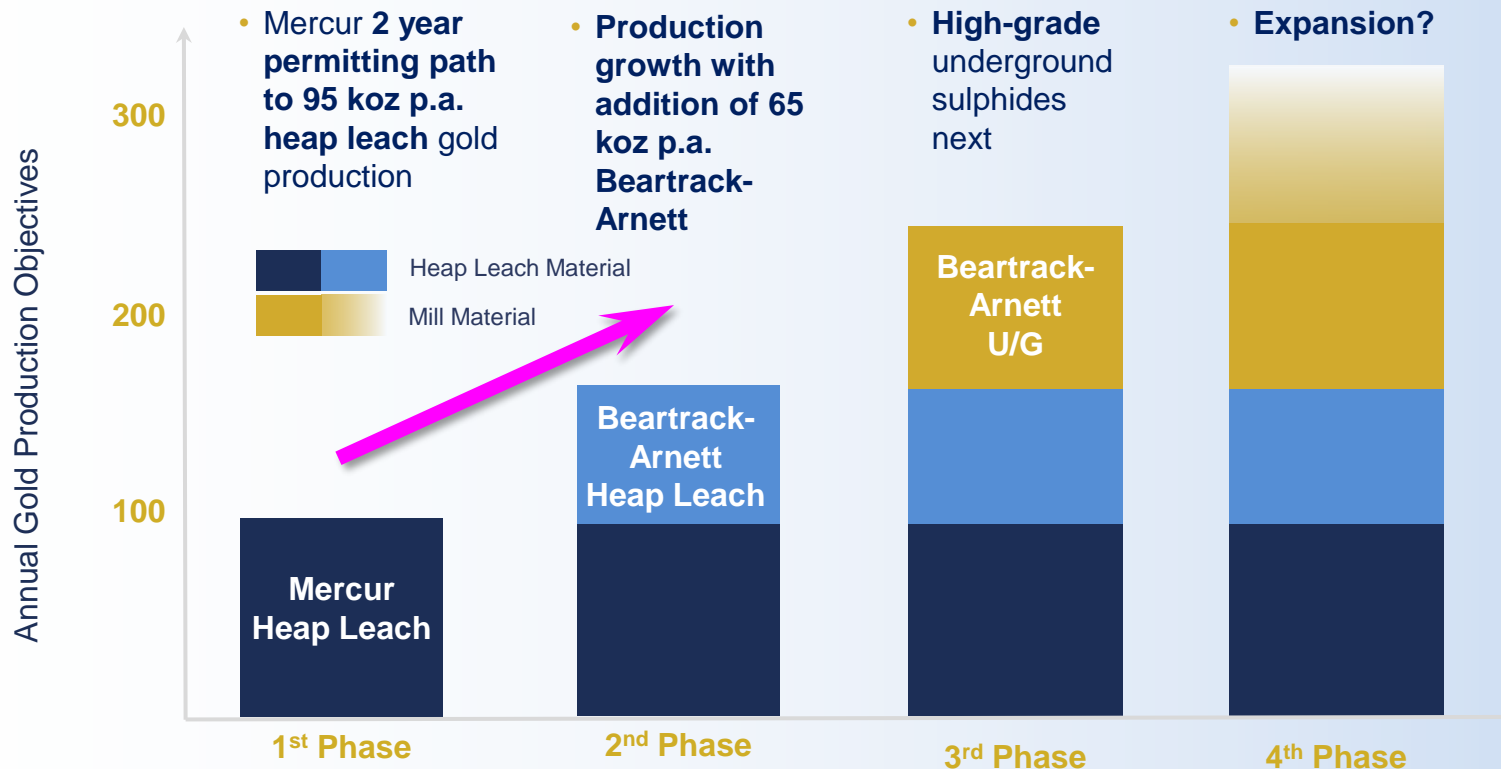 • Mercur 2 year
permitting path
to 95 koz p.a.
heap leach gold
production
• Production
growth with
addition of 65
koz p.a.
Beartrack-
Arnett
• High-grade
underground
sulphides
next
• Expansion?
Annual Gold Production Objectives
300
200
100
Heap Leach Material
Mill Material
Mercur
Heap Leach
Beartrack-
Arnett
Heap Leach
Beartrack-
Arnett
U/G
1st Phase
2nd Phase
3rd Phase
4th Phase